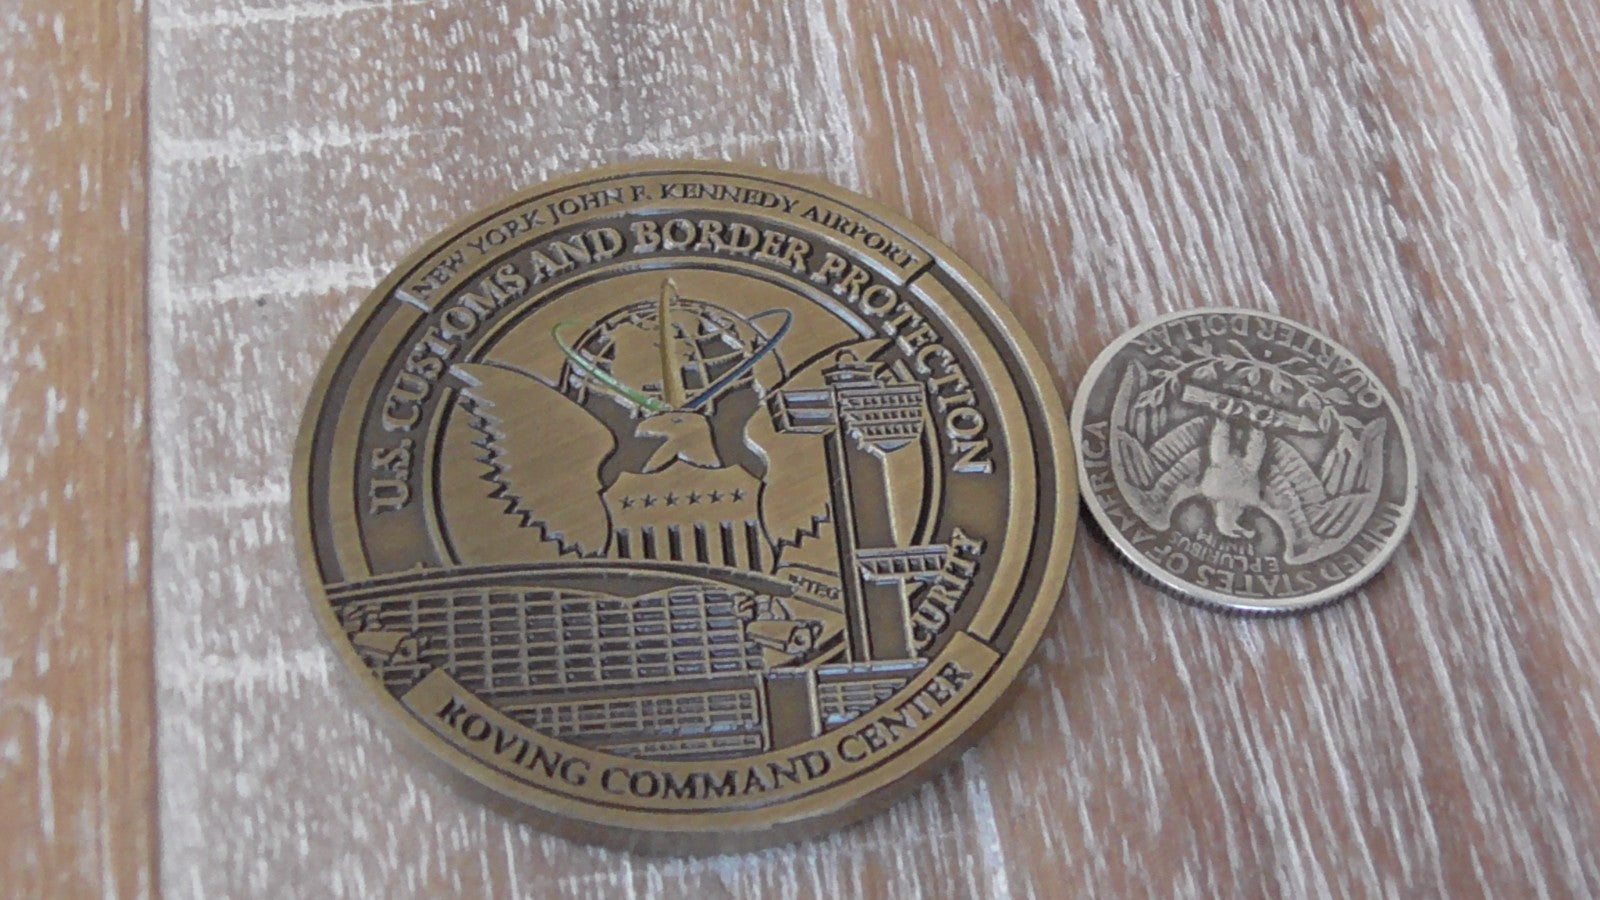 NEW YORK JOHN F. KENNEDY AIRPORT
U.S. CUSTOMS AND BORDER PROTECTION
INTEG
CURITY
ROVING COMMAND CENTER
UNITED STATES OF AMERICA
E PLURIBUS
UNUM
QUARTER DOLLAR